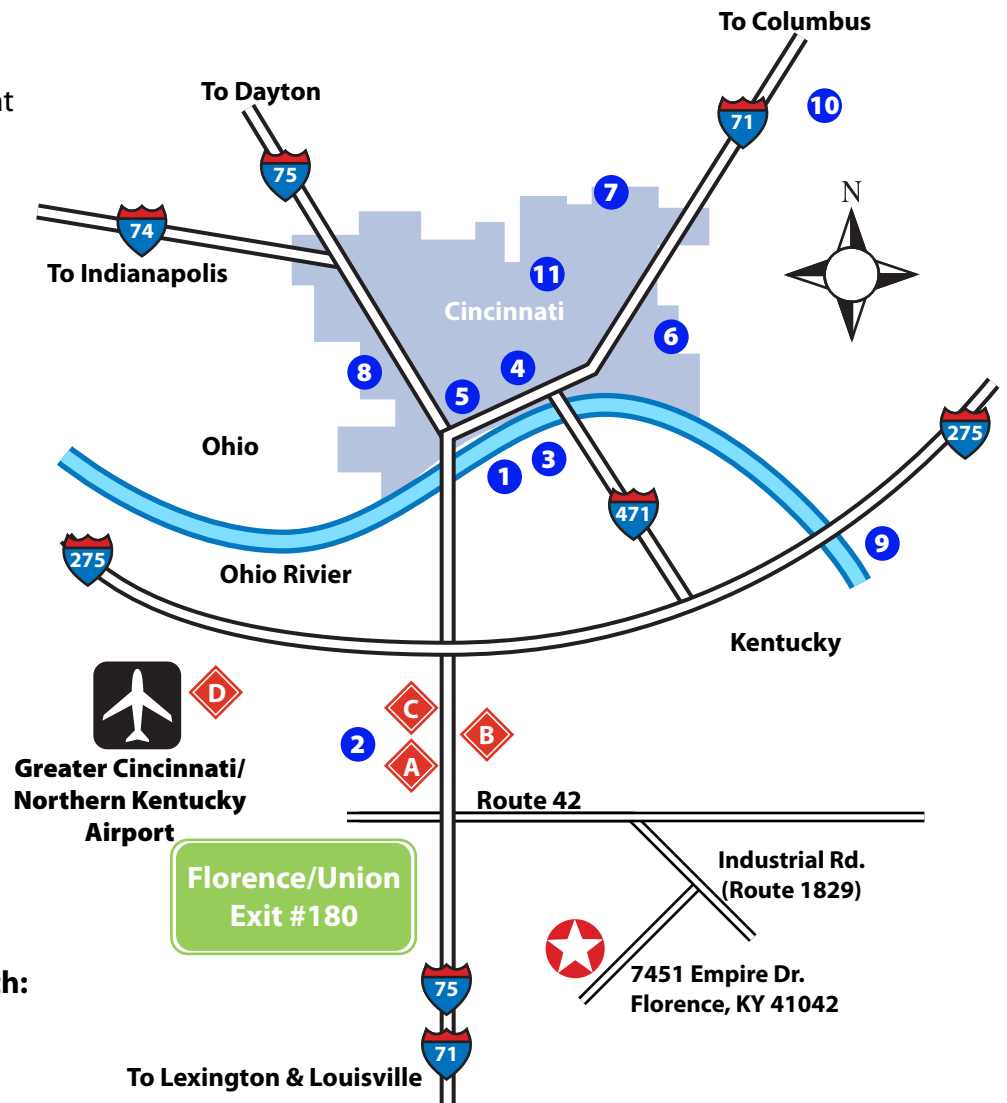 To Columbus
nt
To Dayton
10
71
75
7
N
74
To Indianapolis
11
Cincinnati
6
4
8
5
275
Ohio
3
1
471
9
275
Ohio Rivier
Kentucky
D
C
B
2
A
Greater Cincinnati/
Northern Kentucky
Airport
Route 42
Florence/Union
Exit #180
Industrial Rd.
(Route 1829)
th:
75
7451 Empire Dr.
Florence, KY 41042
71
To Lexington & Louisville